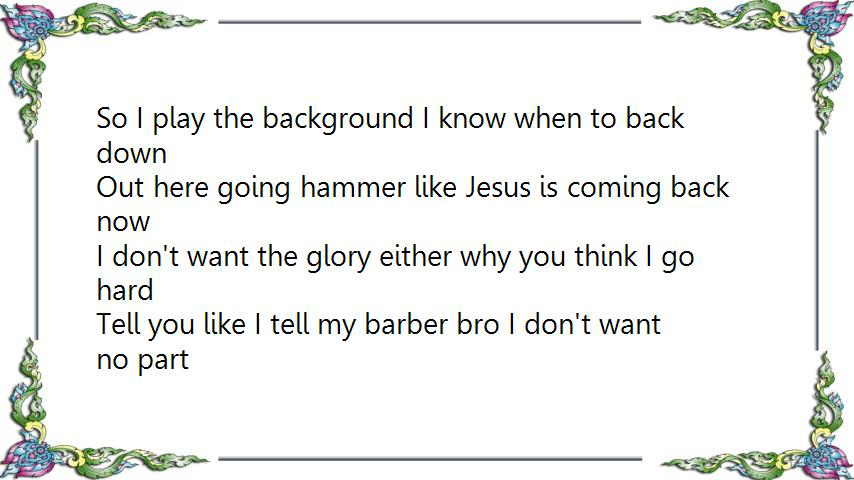 So I play the background I know when to back
down
Out here going hammer like Jesus is coming back
now
I don't want the glory either why you think I go
hard
Tell you like I tell my barber bro I don't want
no part